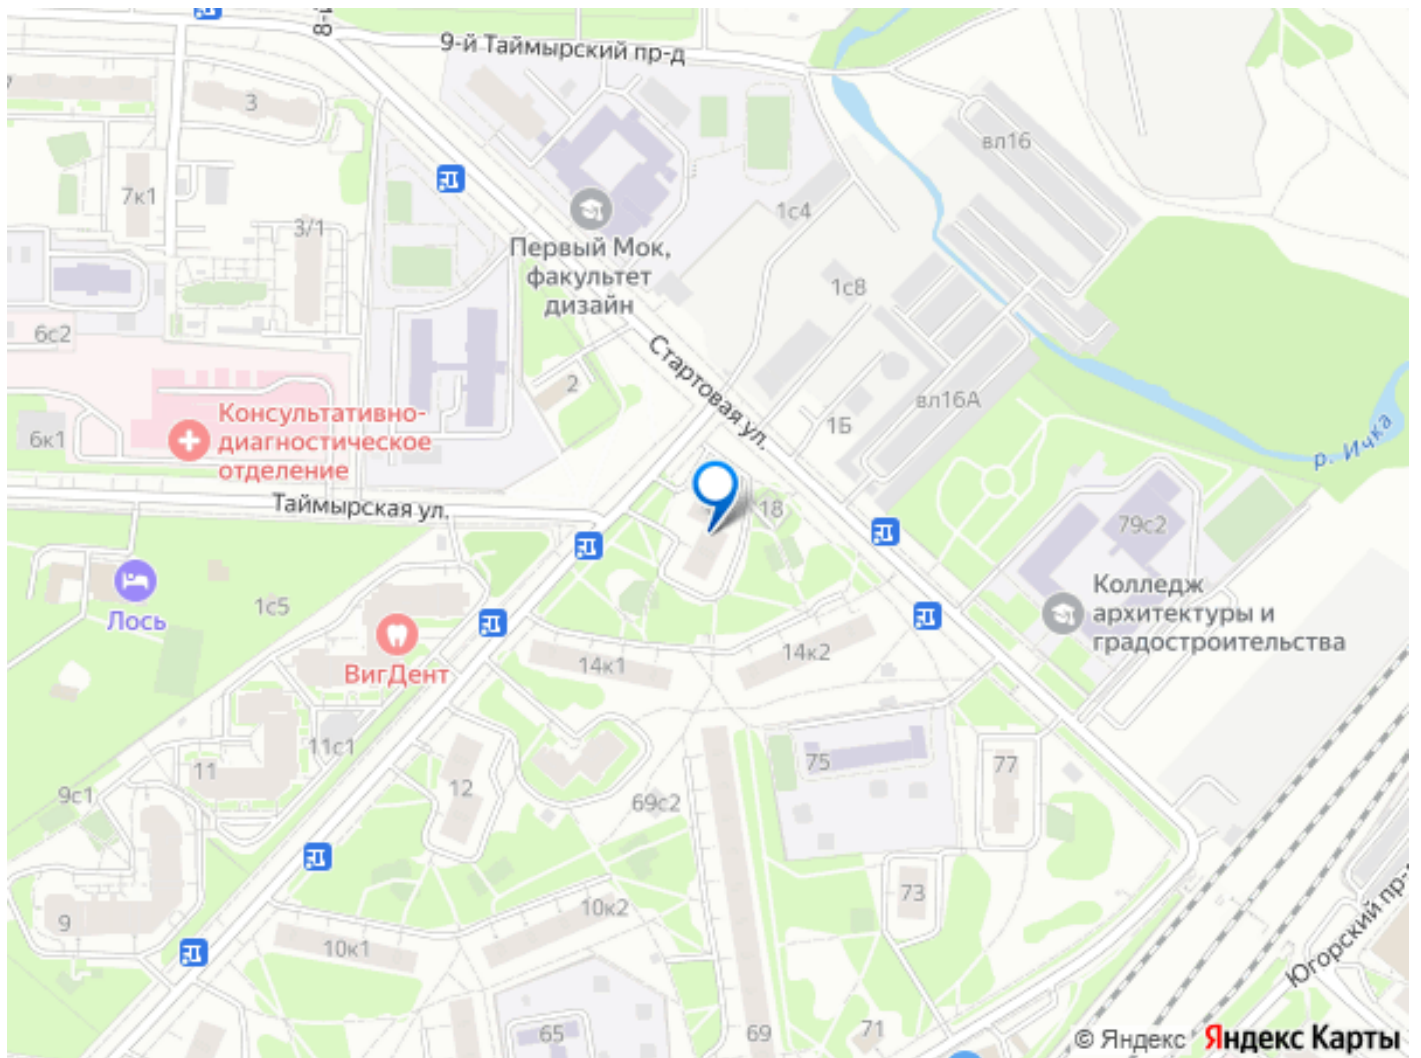 9-й Таймырский пр-д
3
вл16
7к1
1с4
3/1
Первый Мок,
факультет
дизайн
1с8
6с2
Стартовая ул.
2
вл16А
Консультативно-
диагностическое
отделение
1Б
6к1
р. Ичка
Таймырская ул.
18
79с2
Колледж
архитектуры и
градостроительства
Лось
1с5
ВигДент
14к1
14к2
11с1
11
75
77
12
9с1
69с2
73
9
10к2
10к1
Югорский пр-
65
69
71
© Яндекс
Яндекс Карты